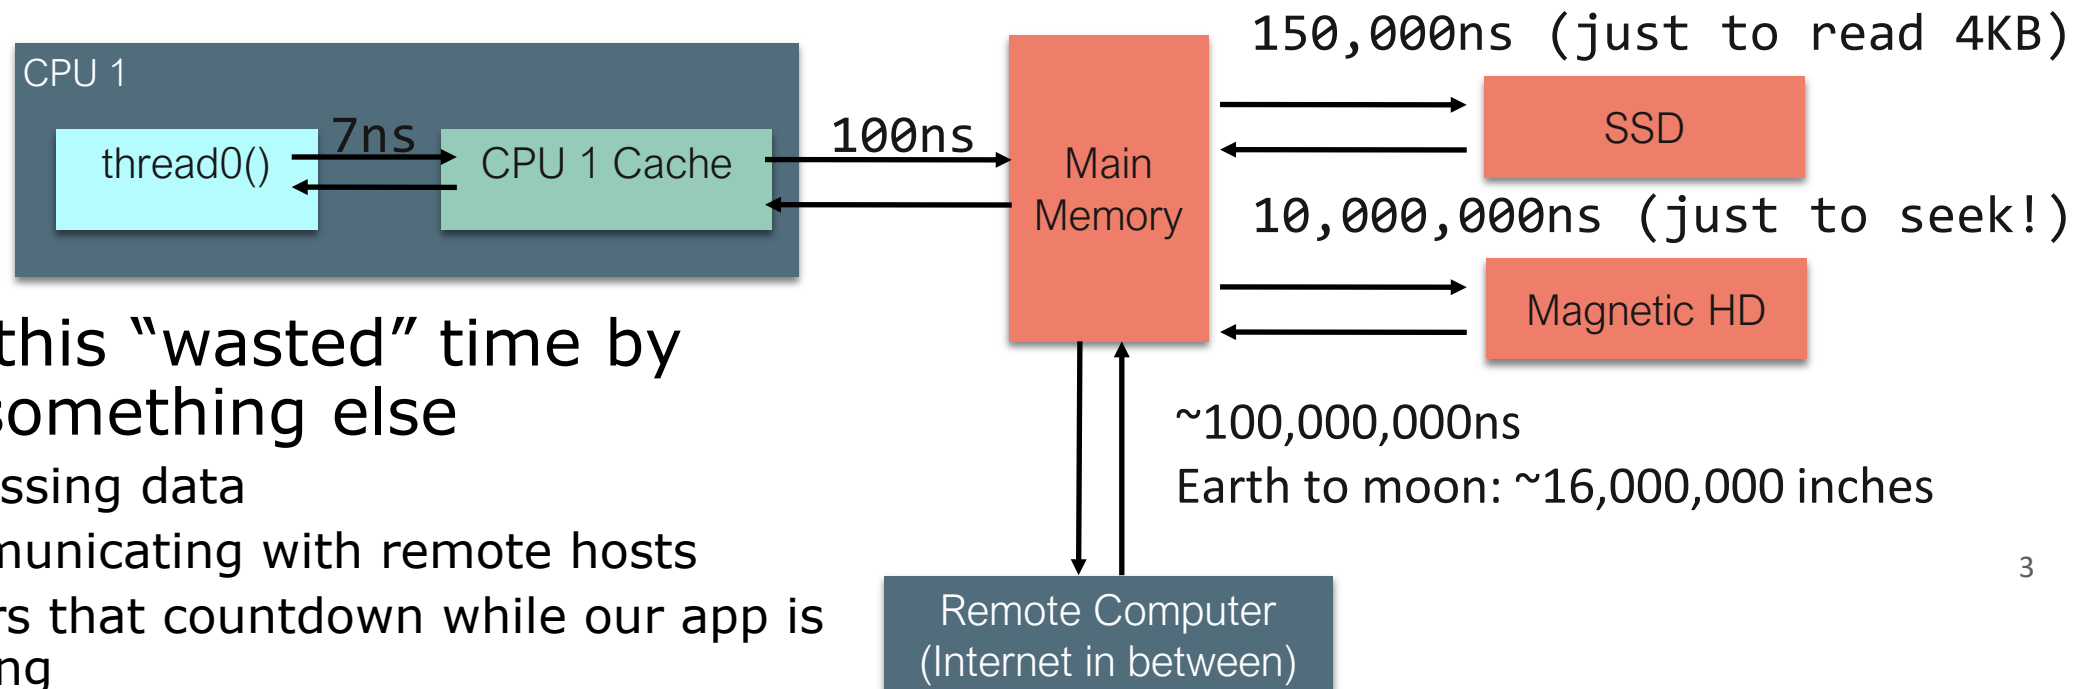 150,000ns (just to read 4KB)
CPU 1
7ns
100ns
thread0()
CPU 1 Cache
Main
Memory
SSD
10,000,000ns (just to seek!)
Magnetic HD
this “wasted” time by
something else
ssing data
municating with remote hosts
rs that countdown while our app is
ng
~100,000,000ns
Earth to moon: ~16,000,000 inches
3
Remote Computer
(Internet in between)